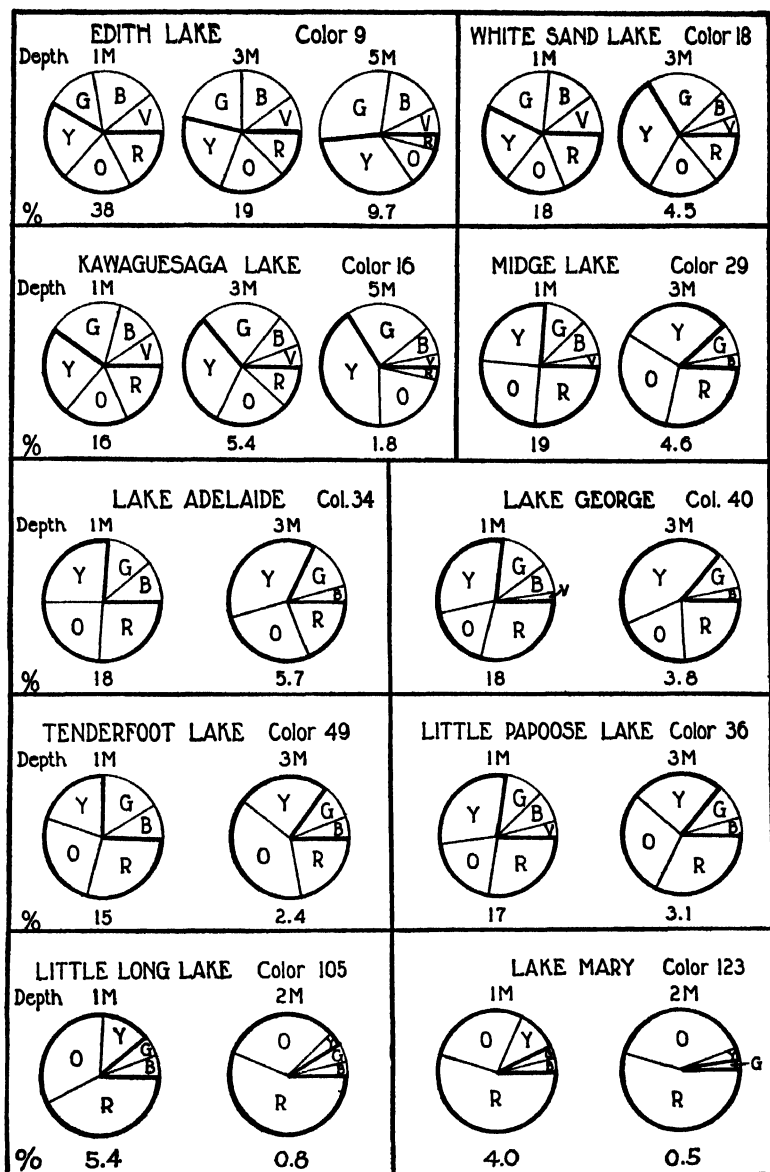 EDITH LAKE Color 9
Depth 1M 3M 5M
G B V R O Y
G B V R O Y
G B V R O Y
% 38 19 9.7
WHITE SAND LAKE Color 18
1M 3M
G B V R O Y
G B V R O Y
18 4.5
KAWAGUESAGA LAKE Color 16
Depth 1M 3M 5M
G B V R O Y
G B V R O Y
G B V R O Y
% 16 5.4 1.8
MIDGE LAKE Color 29
1M 3M
Y G B V R O
Y G B R O
19 4.6
LAKE ADELAIDE Col. 34
Depth 1M 3M
Y G B R O
Y G B R O
% 18 5.7
LAKE GEORGE Col. 40
1M 3M
Y G B V R O
Y G B R O
18 3.8
TENDERFOOT LAKE Color 49
Depth 1M 3M
Y G B R O
Y G B R O
% 15 2.4
LITTLE PAPOOSE LAKE Color 36
1M 3M
Y G B V R O
Y G B R O
17 3.1
LITTLE LONG LAKE Color 105
Depth 1M 2M
O Y G B R
O Y G B R
% 5.4 0.8
LAKE MARY Color 123
1M 2M
O Y G B R
O Y G R
4.0 0.5